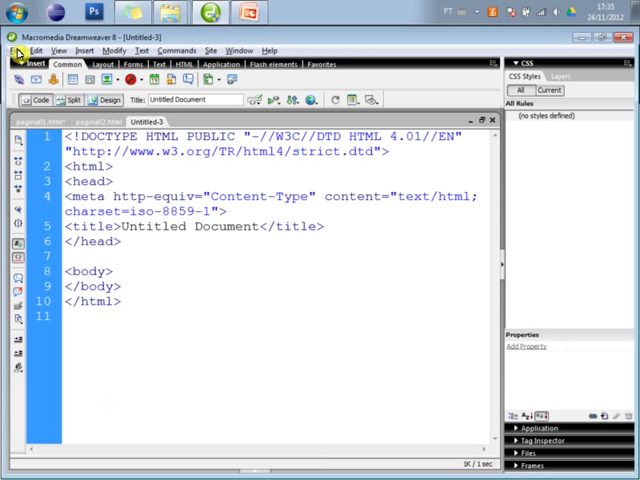 PT
17:35
24/11/2012
Macromedia Dreamweaver 8 - [Untitled-3]
Edit View Insert Modify Text Commands Site Window Help
Insert Common Layout Forms Text HTML Application Flash elements Favorites
Code Split Design Title: Untitled Document
pagina01.html* pagina02.html Untitled-3
1 <!DOCTYPE HTML PUBLIC "-//W3C//DTD HTML 4.01//EN"
"http://www.w3.org/TR/html4/strict.dtd">
2 <html>
3 <head>
4 <meta http-equiv="Content-Type" content="text/html;
charset=iso-8859-1">
5 <title>Untitled Document</title>
6 </head>
7
8 <body>
9 </body>
10 </html>
11
1K / 1 sec
CSS
CSS Styles Layers
All Current
All Rules
(no styles defined)
Properties
Add Property
Application
Tag Inspector
Files
Frames